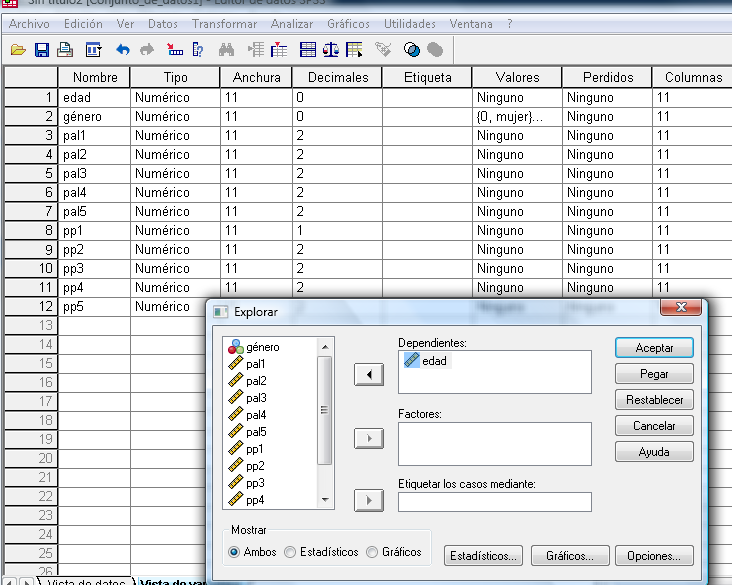 Sin título2 [Conjunto_de_datos1] - Editor de datos SPSS
Archivo Edición Ver Datos Transformar Analizar Gráficos Utilidades Ventana ?
Nombre Tipo Anchura Decimales Etiqueta Valores Perdidos Columnas
1 edad Numérico 11 0 Ninguno Ninguno 11
2 género Numérico 11 0 {0, mujer}... Ninguno 11
3 pal1 Numérico 11 2 Ninguno Ninguno 11
4 pal2 Numérico 11 2 Ninguno Ninguno 11
5 pal3 Numérico 11 2 Ninguno Ninguno 11
6 pal4 Numérico 11 2 Ninguno Ninguno 11
7 pal5 Numérico 11 2 Ninguno Ninguno 11
8 pp1 Numérico 11 1 Ninguno Ninguno 11
9 pp2 Numérico 11 2 Ninguno Ninguno 11
10 pp3 Numérico 11 2 Ninguno Ninguno 11
11 pp4 Numérico 11 2 Ninguno Ninguno 11
12 pp5 Numérico
13
14
15
16
17
18
19
20
21
22
23
24
25
26
Explorar
género
pal1
pal2
pal3
pal4
pal5
pp1
pp2
pp3
pp4
Dependientes:
edad
Factores:
Etiquetar los casos mediante:
Aceptar
Pegar
Restablecer
Cancelar
Ayuda
Mostrar
Ambos Estadísticos Gráficos
Estadísticos... Gráficos... Opciones...
Vista de datos Vista de var